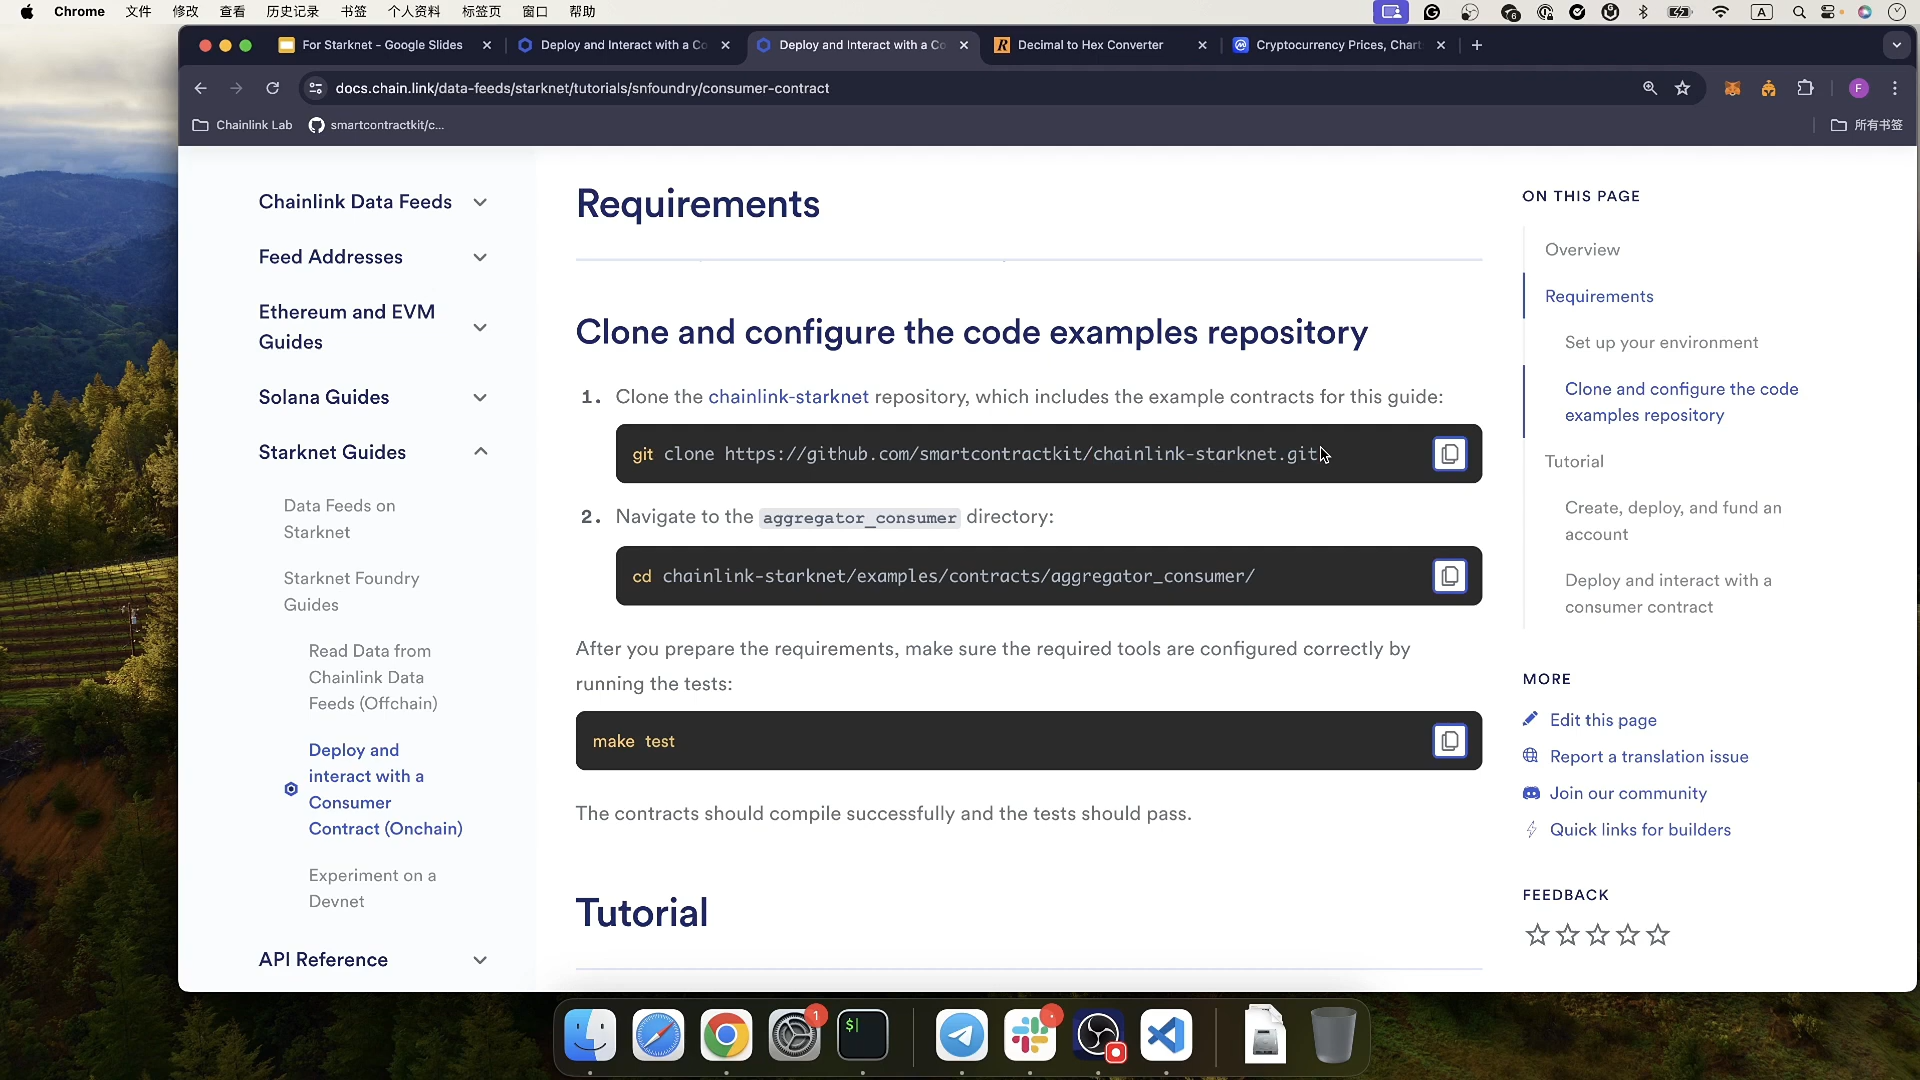 Chrome 文件 修改 查看 历史记录 书签 个人资料 标签页 窗口 帮助
For Starknet - Google Slides
Deploy and Interact with a Co
Deploy and Interact with a Co
Decimal to Hex Converter
Cryptocurrency Prices, Chart
docs.chain.link/data-feeds/starknet/tutorials/snfoundry/consumer-contract
Chainlink Lab
smartcontractkit/c...
所有书签
Chainlink Data Feeds
Feed Addresses
Ethereum and EVM
Guides
Solana Guides
Starknet Guides
Data Feeds on
Starknet
Starknet Foundry
Guides
Read Data from
Chainlink Data
Feeds (Offchain)
Deploy and
interact with a
Consumer
Contract (Onchain)
Experiment on a
Devnet
API Reference
Requirements
Clone and configure the code examples repository
1. Clone the chainlink-starknet repository, which includes the example contracts for this guide:
git clone https://github.com/smartcontractkit/chainlink-starknet.git
2. Navigate to the aggregator_consumer directory:
cd chainlink-starknet/examples/contracts/aggregator_consumer/
After you prepare the requirements, make sure the required tools are configured correctly by
running the tests:
make test
The contracts should compile successfully and the tests should pass.
Tutorial
ON THIS PAGE
Overview
Requirements
Set up your environment
Clone and configure the code
examples repository
Tutorial
Create, deploy, and fund an
account
Deploy and interact with a
consumer contract
MORE
Edit this page
Report a translation issue
Join our community
Quick links for builders
FEEDBACK
1
$